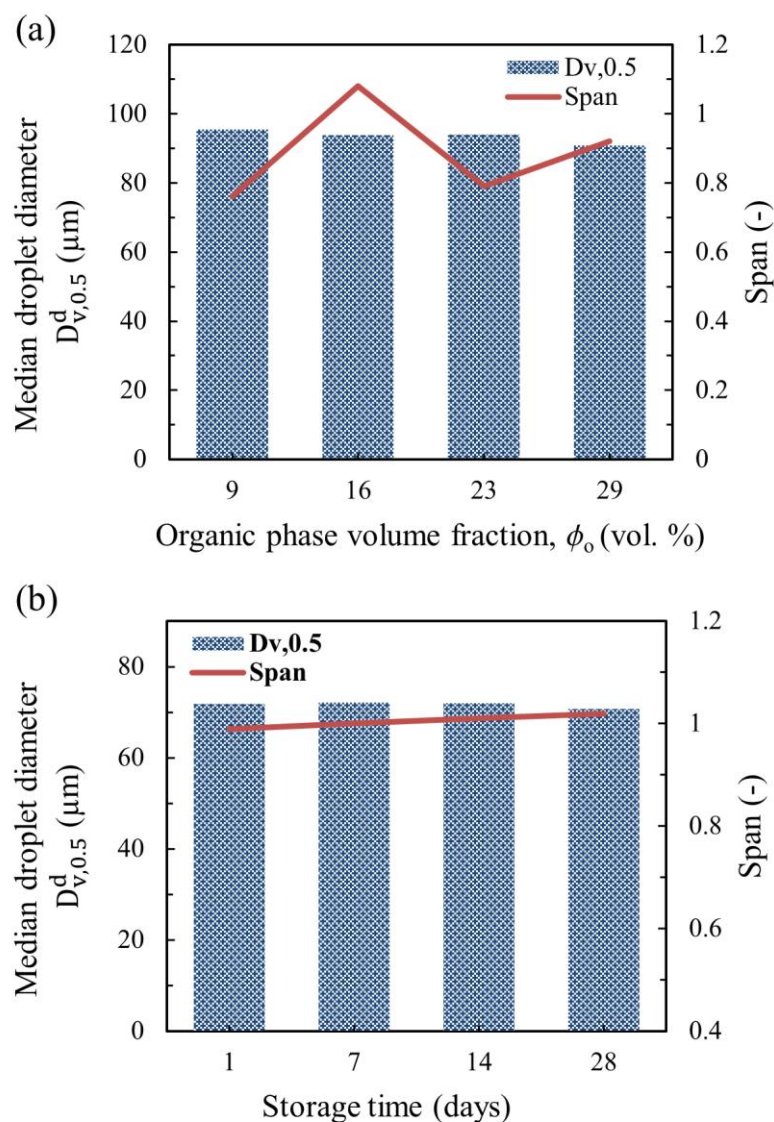 (a)
120
100
80
60
40
20
0
Median droplet diameter
D^d_v,0.5 (μm)
Dv,0.5
Span
1.2
1
0.8
0.6
0.4
0.2
0
Span (-)
9 16 23 29
Organic phase volume fraction, ϕ_o (vol. %)
(b)
80
60
40
20
0
Median droplet diameter
D^d_v,0.5 (μm)
Dv,0.5
Span
1.2
1
0.8
0.6
0.4
Span (-)
1 7 14 28
Storage time (days)